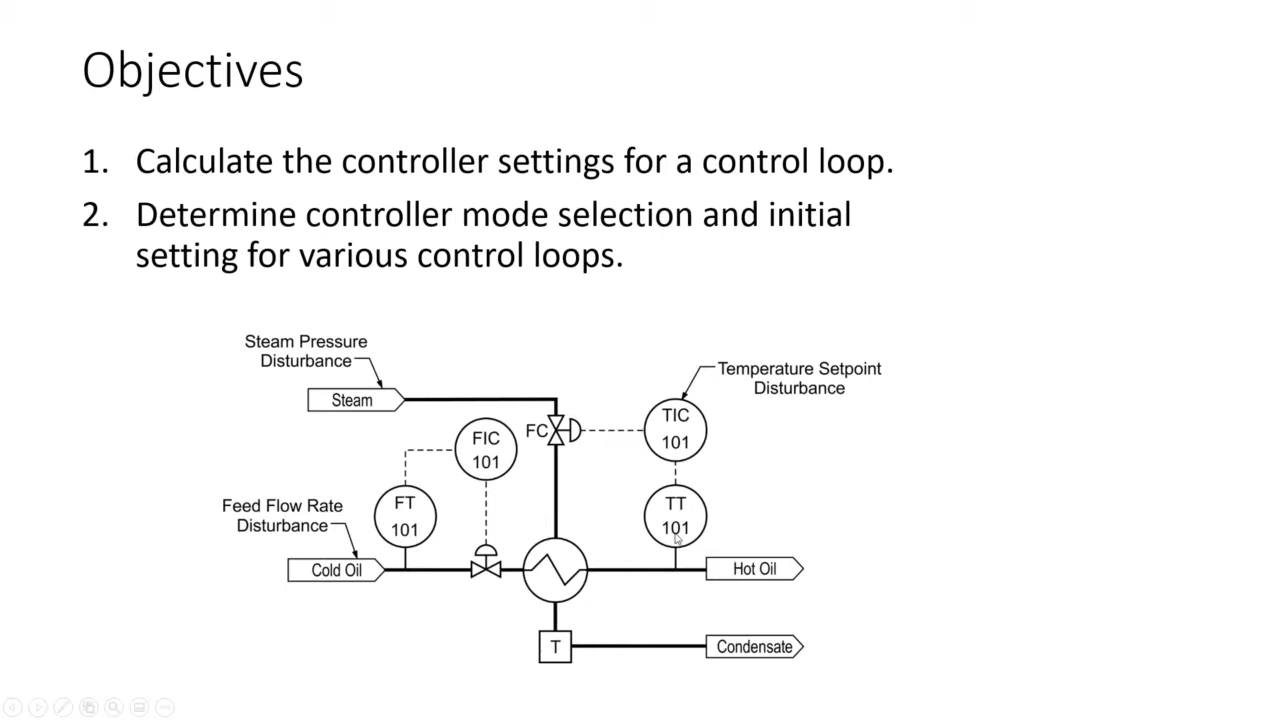 Objectives
1. Calculate the controller settings for a control loop.
2. Determine controller mode selection and initial
setting for various control loops.
Steam Pressure
Disturbance
Steam
Temperature Setpoint
Disturbance
TIC
101
FC
FIC
101
Feed Flow Rate
Disturbance
FT
101
TT
101
Cold Oil
Hot Oil
T
Condensate